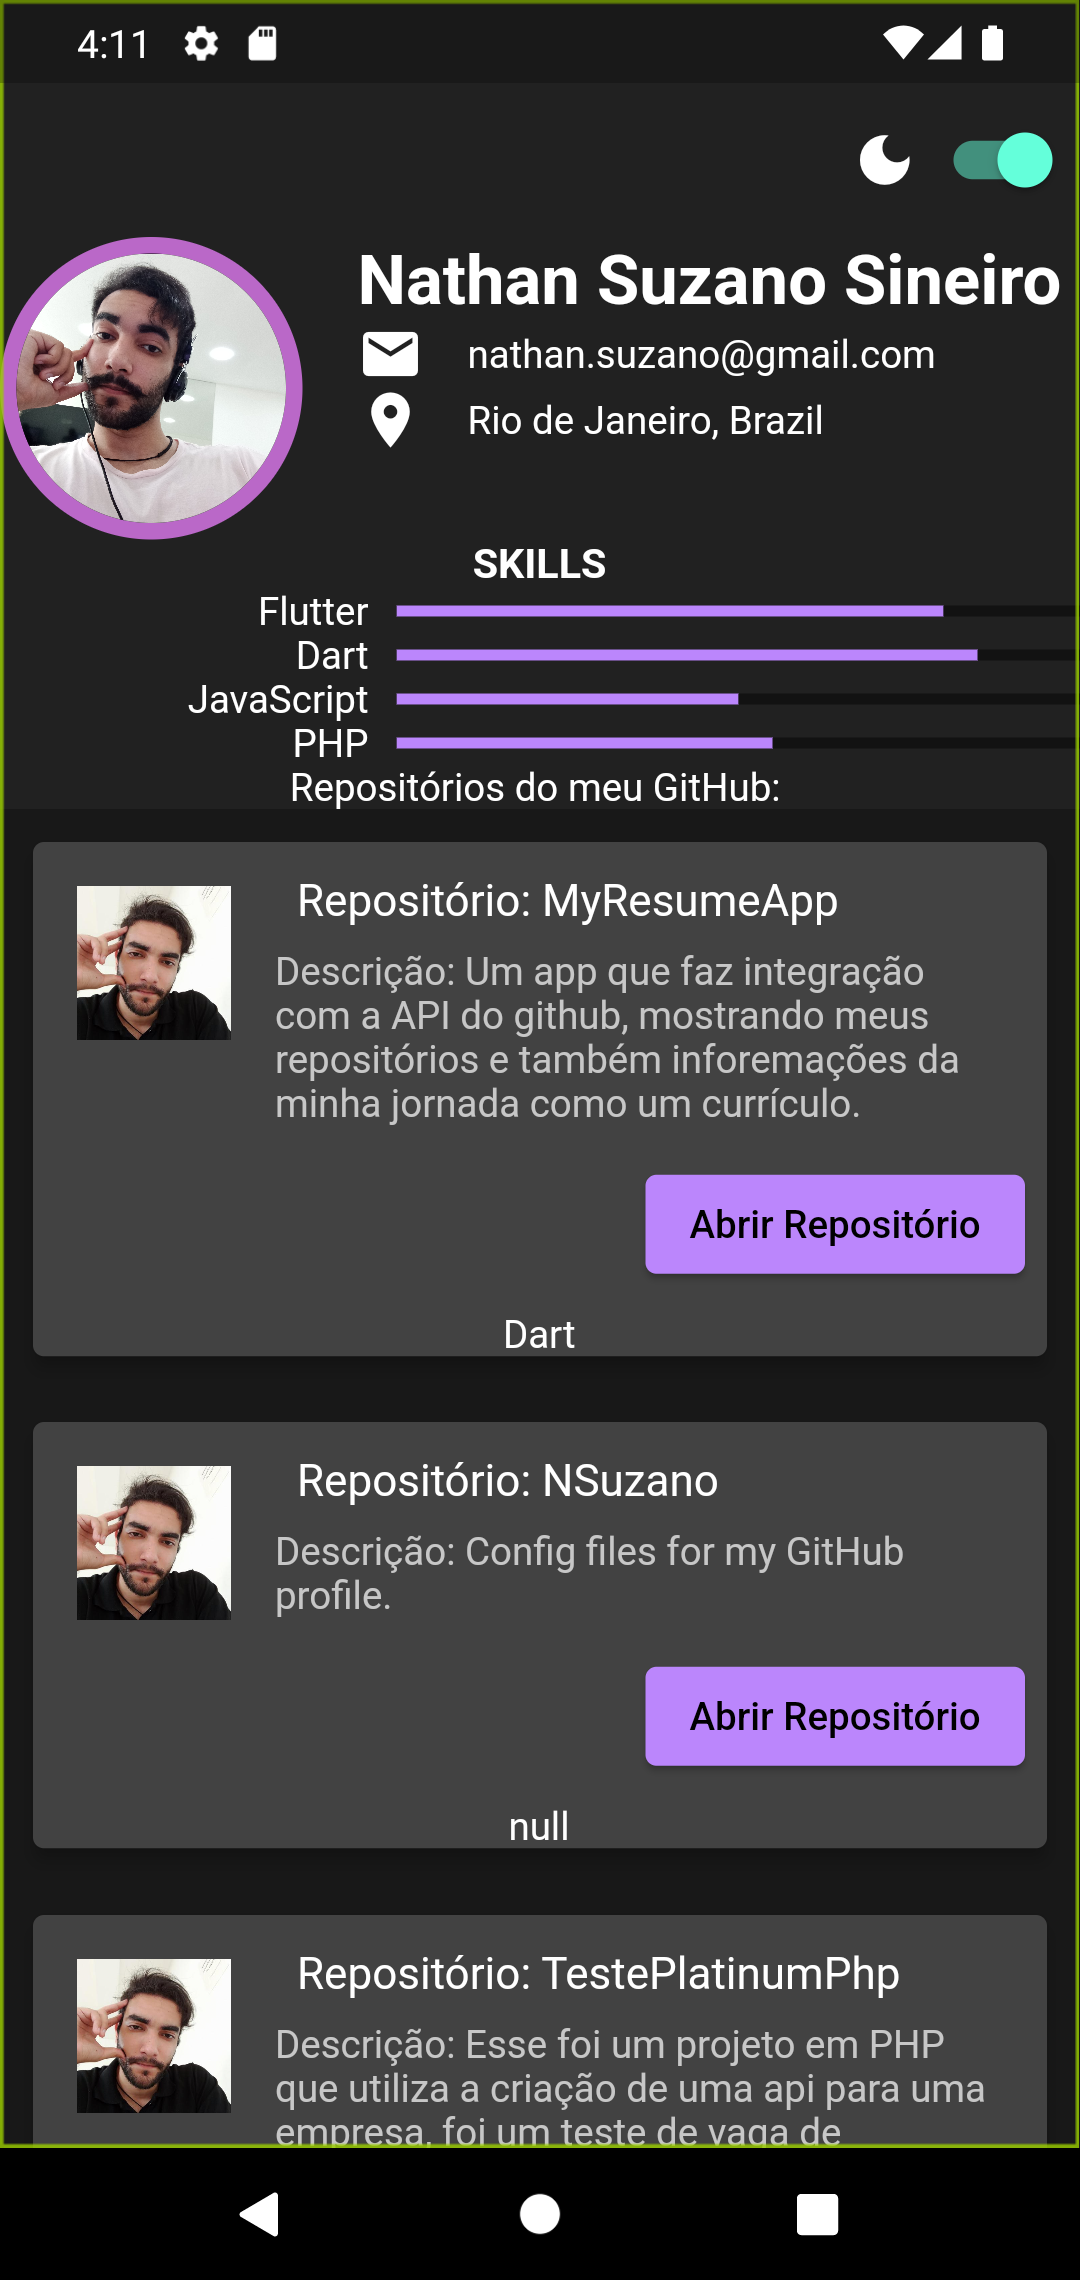 4:11
Nathan Suzano Sineiro
nathan.suzano@gmail.com
Rio de Janeiro, Brazil
SKILLS
Flutter
Dart
JavaScript
PHP
Repositórios do meu GitHub:
Repositório: MyResumeApp
Descrição: Um app que faz integração
com a API do github, mostrando meus
repositórios e também inforemações da
minha jornada como um currículo.
Abrir Repositório
Dart
Repositório: NSuzano
Descrição: Config files for my GitHub
profile.
Abrir Repositório
null
Repositório: TestePlatinumPhp
Descrição: Esse foi um projeto em PHP
que utiliza a criação de uma api para uma
empresa, foi um teste de vaga de